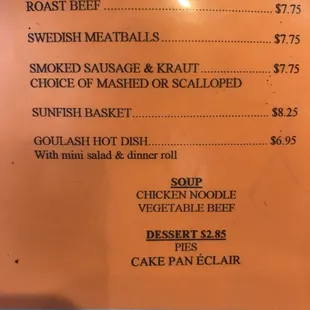 ROAST BEEF ........................................ $7.75
SWEDISH MEATBALLS ........................... $7.75
SMOKED SAUSAGE & KRAUT ................. $7.75
CHOICE OF MASHED OR SCALLOPED
SUNFISH BASKET ................................... $8.25
GOULASH HOT DISH ............................... $6.95
With mini salad & dinner roll
SOUP
CHICKEN NOODLE
VEGETABLE BEEF
DESSERT $2.85
PIES
CAKE PAN ÉCLAIR